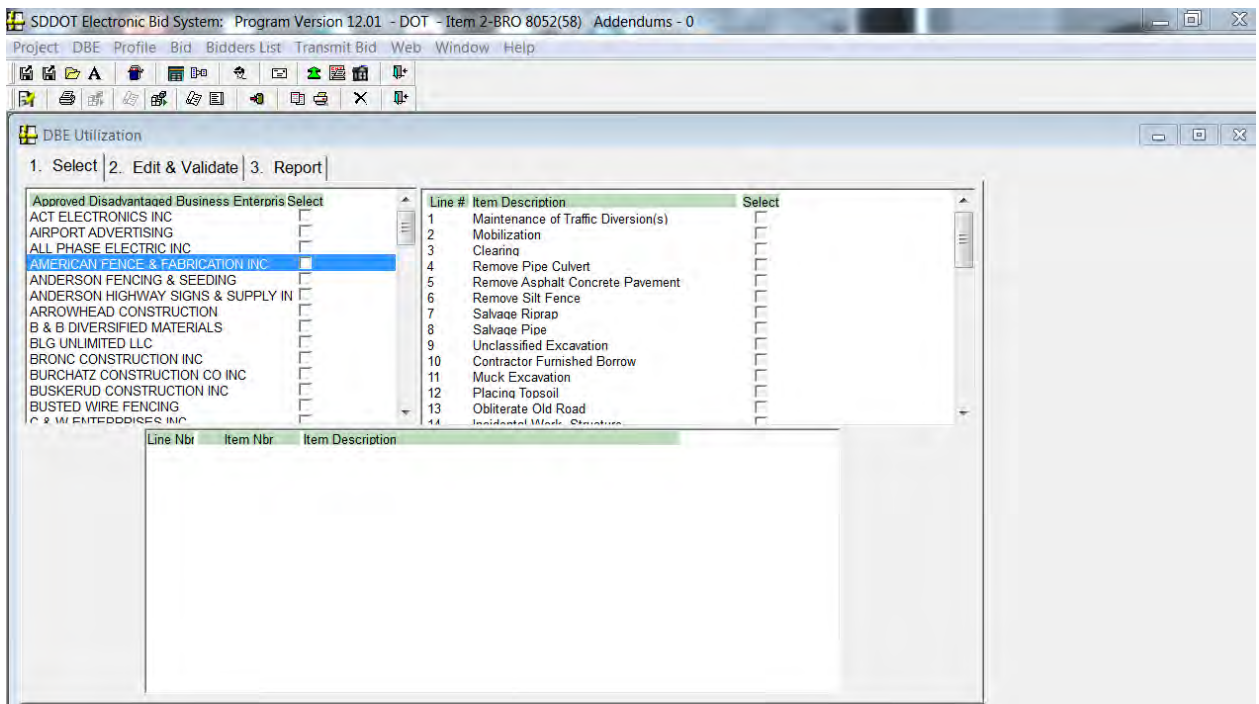 SDDOT Electronic Bid System: Program Version 12.01 - DOT - Item 2-BRO 8052(58) Addendums - 0
Project DBE Profile Bid Bidders List Transmit Bid Web Window Help
A
DBE Utilization
1. Select 2. Edit & Validate 3. Report
Approved Disadvantaged Business Enterpris Select
ACT ELECTRONICS INC
AIRPORT ADVERTISING
ALL PHASE ELECTRIC INC
AMERICAN FENCE & FABRICATION INC
ANDERSON FENCING & SEEDING
ANDERSON HIGHWAY SIGNS & SUPPLY IN
ARROWHEAD CONSTRUCTION
B & B DIVERSIFIED MATERIALS
BLG UNLIMITED LLC
BRONC CONSTRUCTION INC
BURCHATZ CONSTRUCTION CO INC
BUSKERUD CONSTRUCTION INC
BUSTED WIRE FENCING
C & W ENTERPRISES INC
Line # Item Description Select
1 Maintenance of Traffic Diversion(s)
2 Mobilization
3 Clearing
4 Remove Pipe Culvert
5 Remove Asphalt Concrete Pavement
6 Remove Silt Fence
7 Salvage Riprap
8 Salvage Pipe
9 Unclassified Excavation
10 Contractor Furnished Borrow
11 Muck Excavation
12 Placing Topsoil
13 Obliterate Old Road
14 Incidental Work, Structure
Line Nbr Item Nbr Item Description